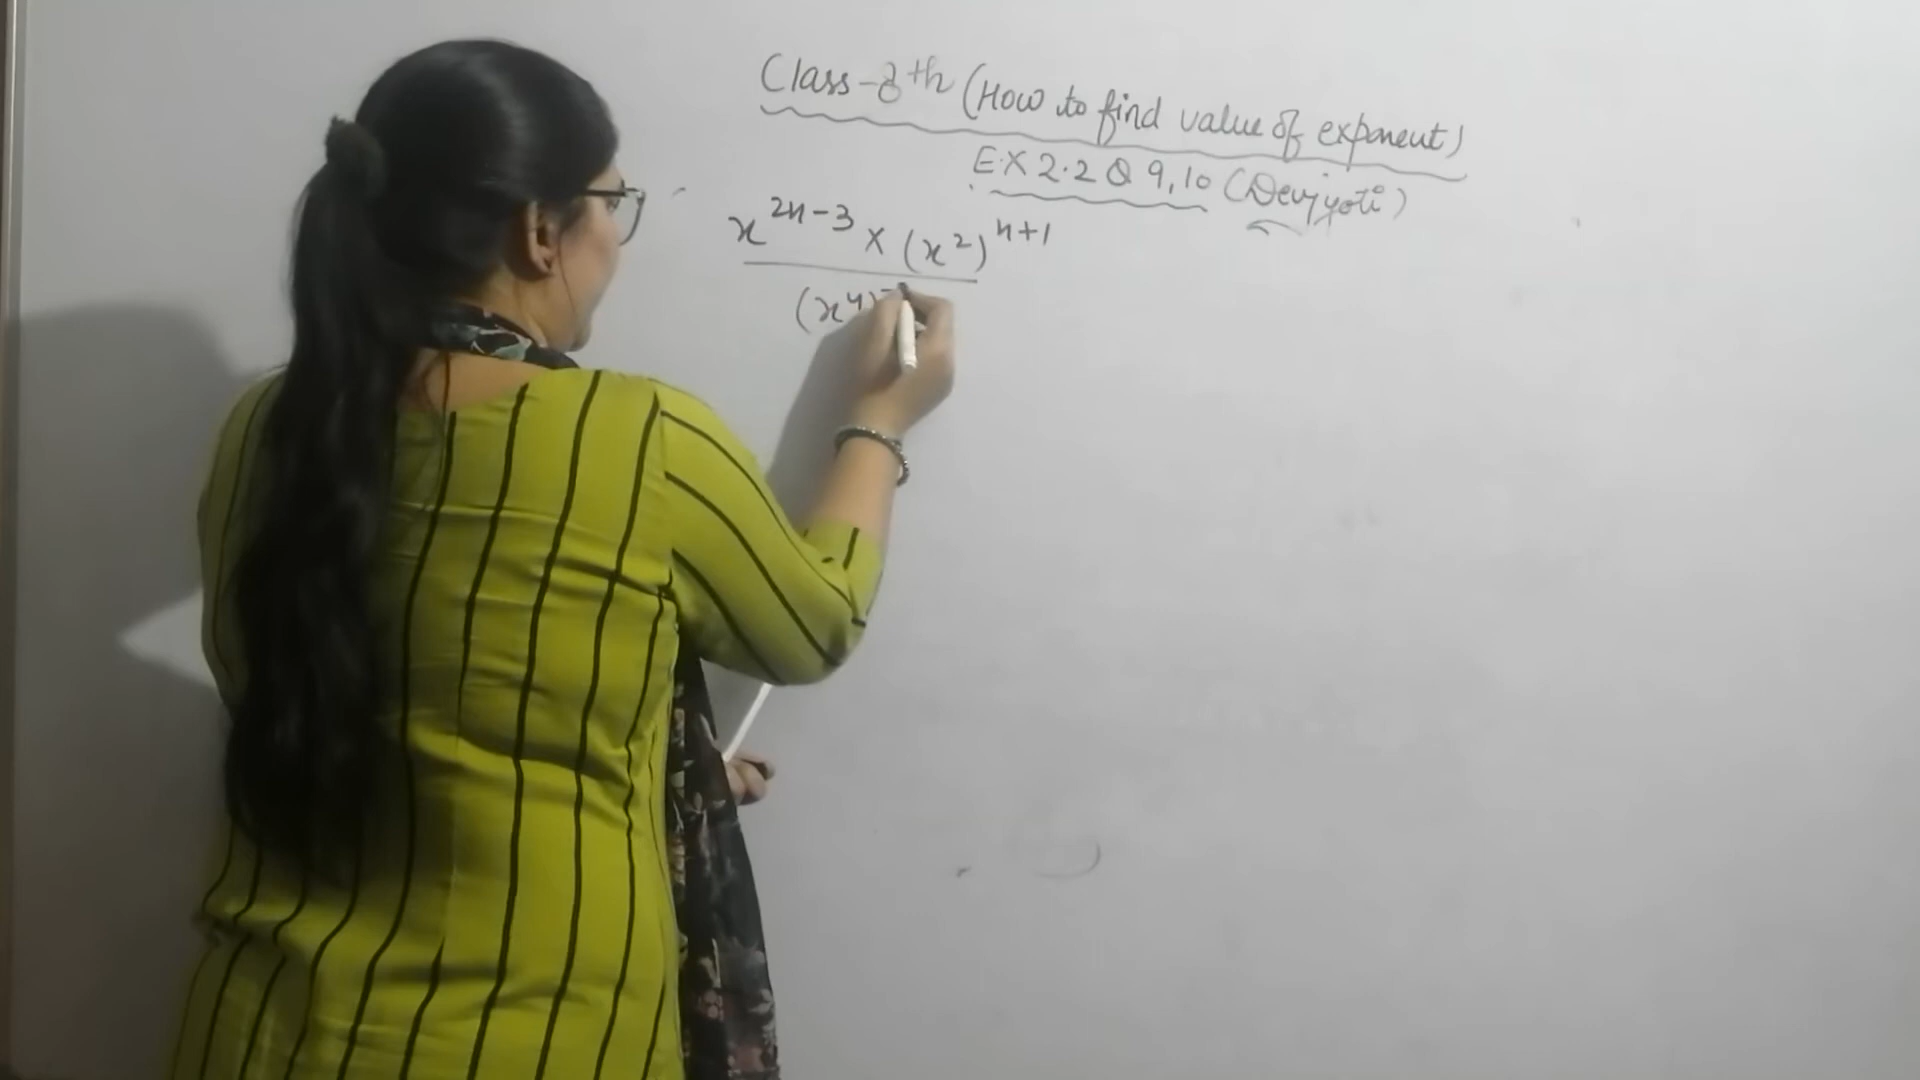 Class-8th (How to find value of exponent)
EX 2.2 Q 9,10 (Devjyoti)
x^{2n-3} × (x^2)^{n+1}
(x^4)^-